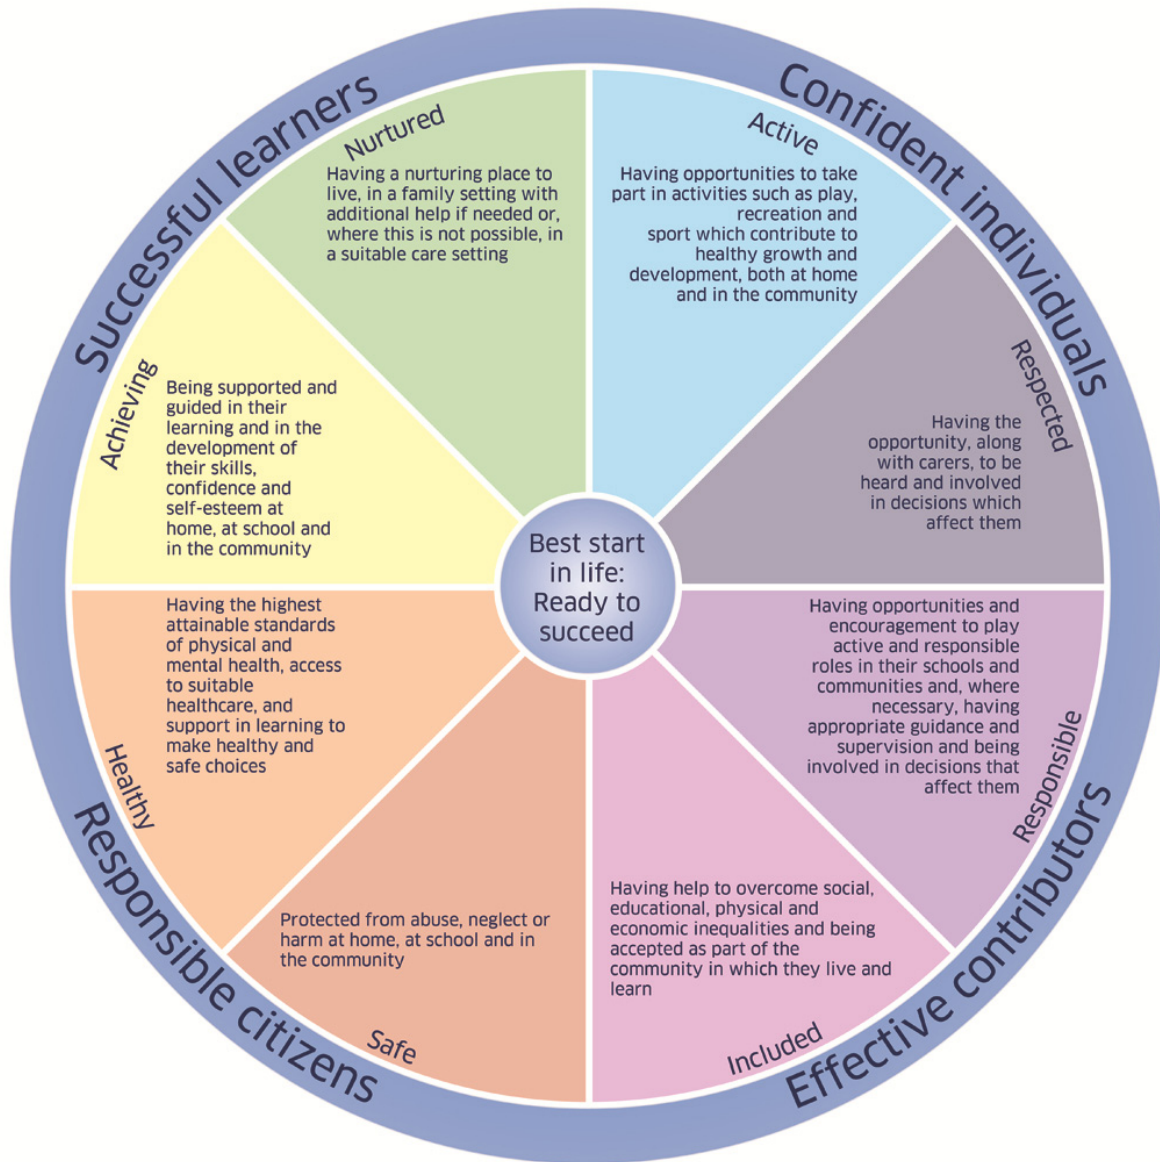 Successful learners
Confident individuals
Nurtured
Having a nurturing place to
live, in a family setting with
additional help if needed or,
where this is not possible, in
a suitable care setting
Active
Having opportunities to take
part in activities such as play,
recreation and
sport which contribute to
healthy growth and
development, both at home
and in the community
Achieving
Being supported and
guided in their
learning and in the
development of
their skills,
confidence and
self-esteem at
home, at school and
in the community
Respected
Having the
opportunity, along
with carers, to be
heard and involved
in decisions which
affect them
Best start
in life:
Ready to
succeed
Healthy
Having the highest
attainable standards
of physical and
mental health, access
to suitable
healthcare, and
support in learning to
make healthy and
safe choices
Responsible
Having opportunities and
encouragement to play
active and responsible
roles in their schools and
communities and, where
necessary, having
appropriate guidance and
supervision and being
involved in decisions that
affect them
Safe
Protected from abuse, neglect or
harm at home, at school and in
the community
Included
Having help to overcome social,
educational, physical and
economic inequalities and being
accepted as part of the
community in which they live and
learn
Responsible citizens
Effective contributors